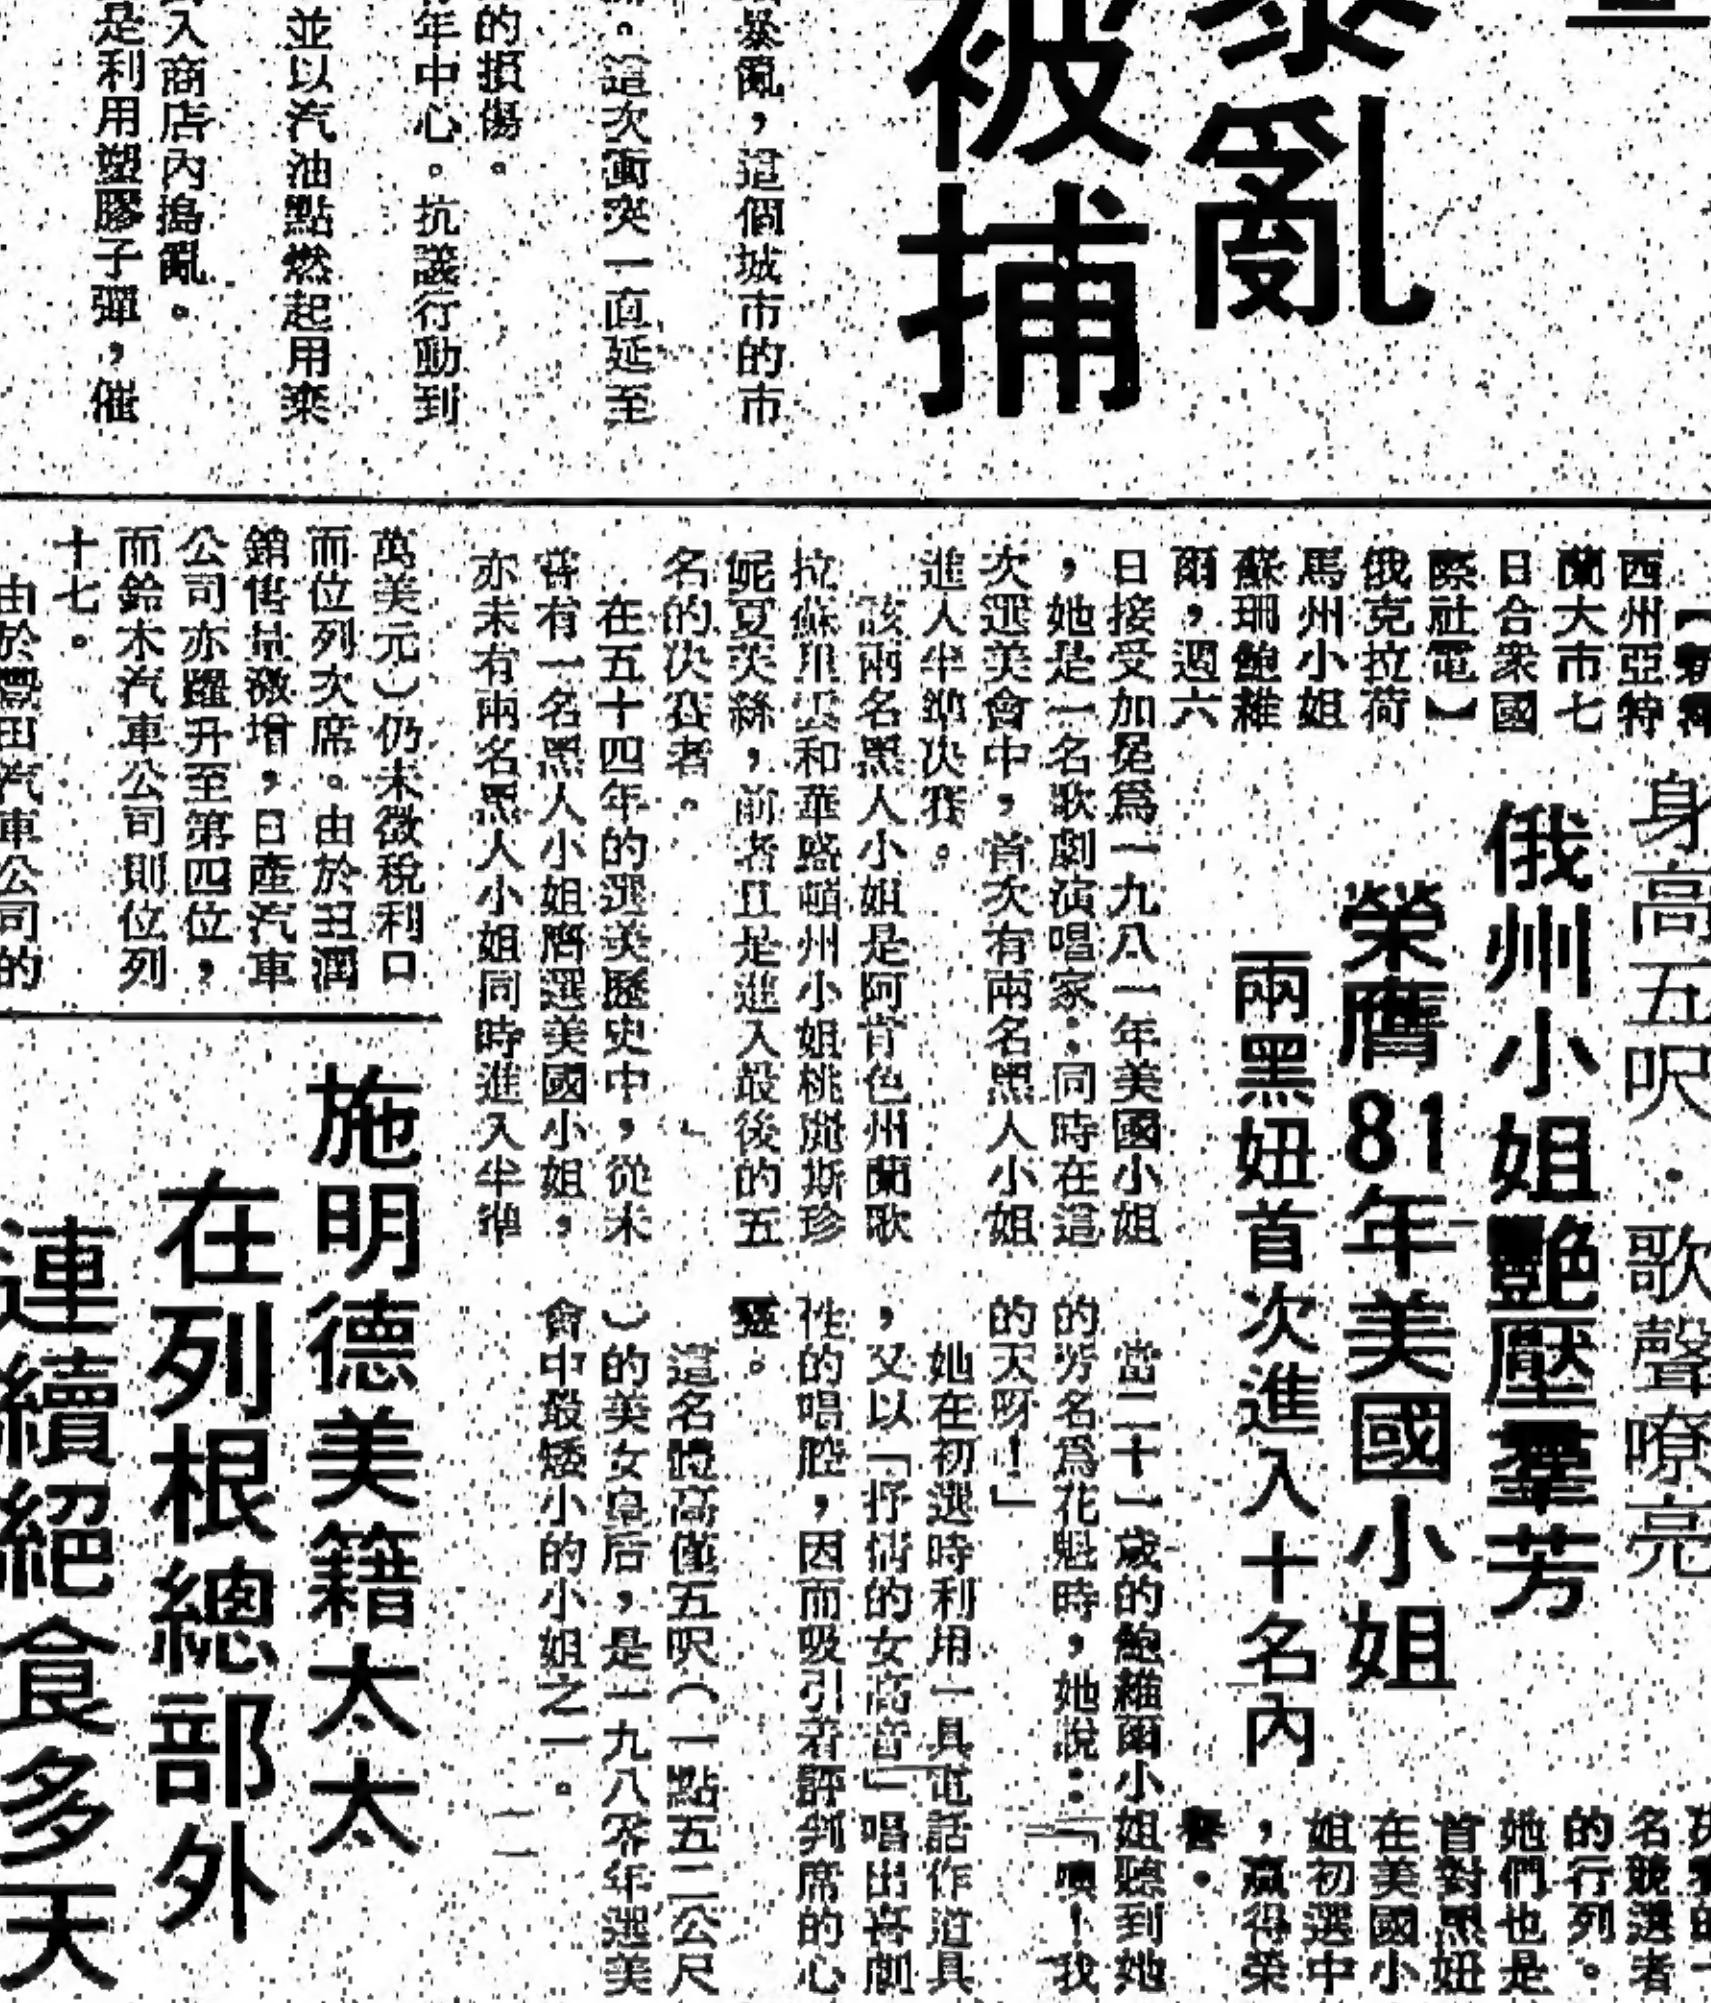 暴亂
被捕
暴亂，這個城市的市
。這次衝突一直延至
的損傷。
年中心。抗議行動到
並以汽油點燃起用棄
入商店內搗亂。
是利用塑膠子彈，催
身高五呎．歌聲嘹亮
俄州小姐艷壓羣芳
榮膺81年美國小姐
兩黑妞首次進入十名內
西州亞特
蘭大市七
日合衆國
際社電】
俄克拉荷
馬州小姐
蘇珊鮑維
爾，週六
日接受加冕爲一九八一年美國小姐
，她是一名歌劇演唱家；同時在這
次選美會中，首次有兩名黑人小姐
進入半準決賽。
該兩名黑人小姐是阿肯色州蘭歌
拉蘇里雲和華盛頓州小姐桃麗斯珍
妮夏茨絲，前者且是進入最後的五
名的決賽者。
在五十四年的選美歷史中，從未
嘗有一名黑人小姐膺選美國小姐，
亦未有兩名黑人小姐同時進入半準
名競選者
的行列。
她們也是
首對黑妞
在美國小
姐初選中
，贏得榮
譽。
當二十一歲的鮑維爾小姐聽到她
的芳名爲花魁時，她說：「噢！我
的天呀！」
她在初選時利用一具電話作道具
，又以「抒情的女高音」唱出喜劇
性的唱腔，因而吸引着評判席的心
這名體高僅五呎（一點五二公尺
）的美女皇后，是一九八零年選美
會中最矮小的小姐之一。
萬美元）仍未徵稅利口
而位列次席。由於丑潤
銷售量激增，日產汽車
公司亦躍升至第四位，
而鈴木汽車公司則位列
十七。
由於豐田汽車公司的
施明德美籍太太
在列根總部外
連續絕食多天